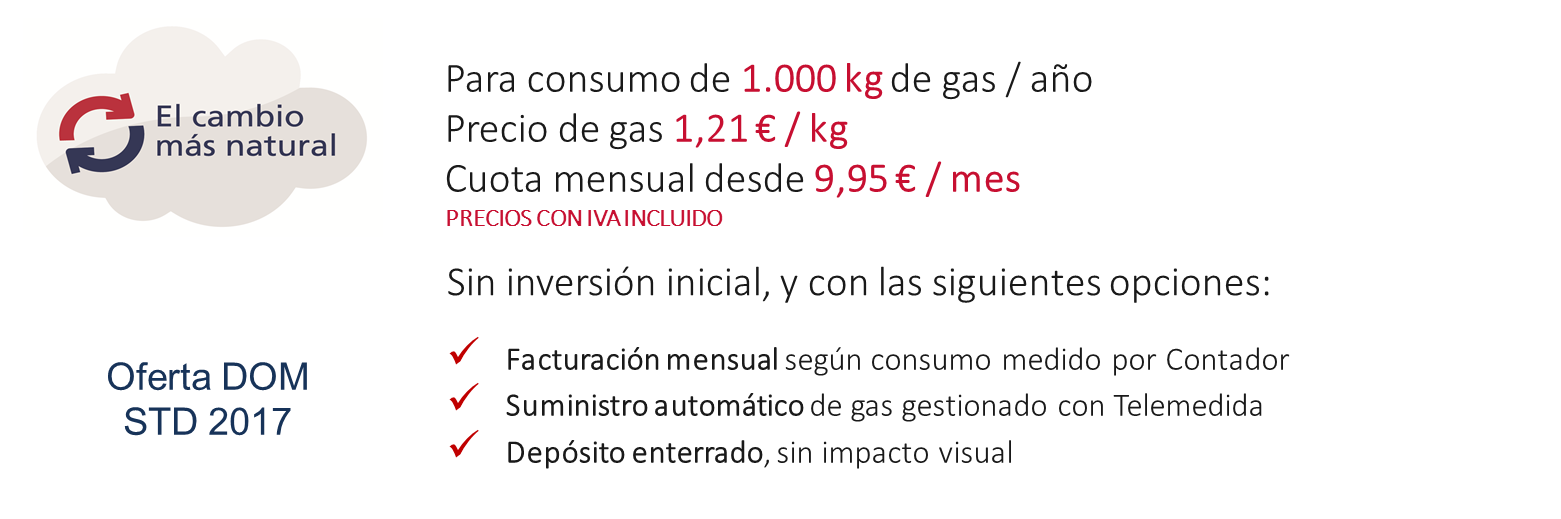 El cambio
más natural
Para consumo de 1.000 kg de gas / año
Precio de gas 1,21 € / kg
Cuota mensual desde 9,95 € / mes
PRECIOS CON IVA INCLUIDO
Sin inversión inicial, y con las siguientes opciones:
Oferta DOM
STD 2017
✓ Facturación mensual según consumo medido por Contador
✓ Suministro automático de gas gestionado con Telemedida
✓ Depósito enterrado, sin impacto visual